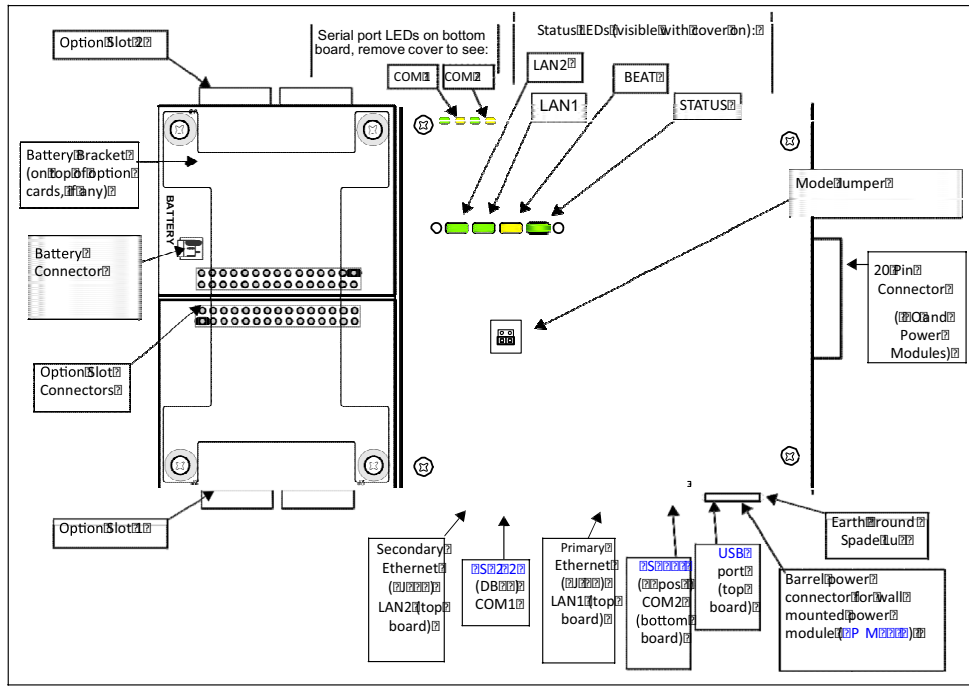 Option Slot 2
Serial port LEDs on bottom
board, remove cover to see:
COM1
COM2
Status LEDs (visible with cover on):
LAN2
LAN1
BEAT
STATUS
Battery Bracket
(on top of option
cards, if any)
BATTERY
Battery
Connector
Option Slot
Connectors
Option Slot 1
Mode Jumper
20 Pin
Connector
and
Power
Modules)
Secondary
Ethernet
LAN2 (top
board)
COM1
Primary
Ethernet
LAN1 (top
board)
pos
COM2
(bottom
board)
USB
port
(top
board)
Earth Ground
Spade
Barrel power
connector for wall
mounted power
module